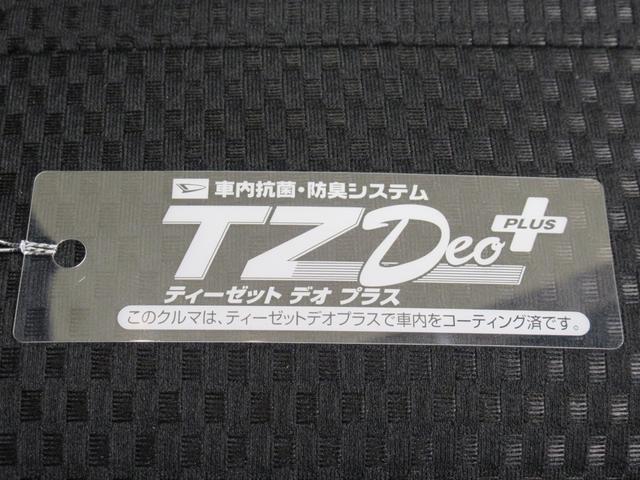 車内抗菌・防臭システム
TZ Deo PLUS
ティーゼット デオ プラス
このクルマは、ティーゼットデオプラスで車内をコーティング済です。